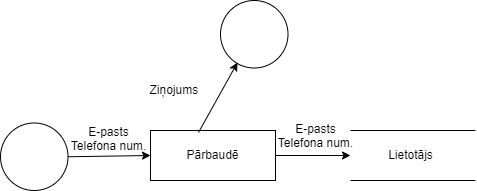 Ziņojums
E-pasts
Telefona num.
Pārbaudē
E-pasts
Telefona num.
Lietotājs